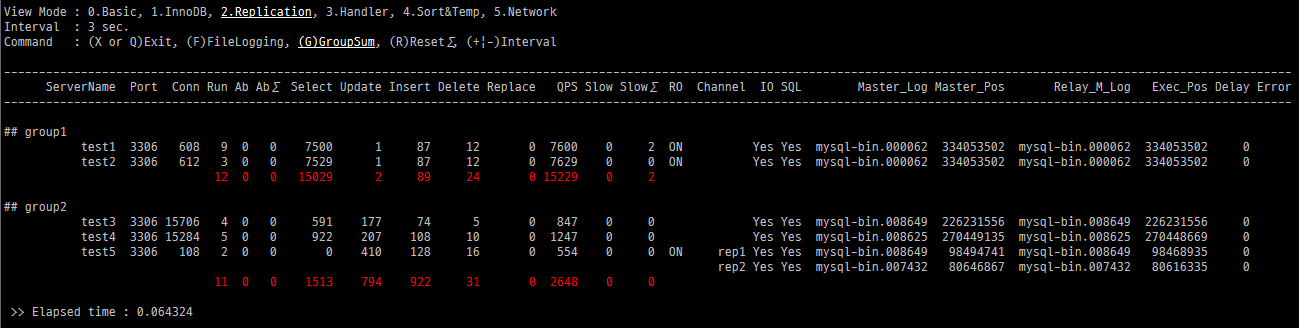 View Mode : 0.Basic, 1.InnoDB, 2.Replication, 3.Handler, 4.Sort&Temp, 5.Network
Interval : 3 sec.
Command : (X or Q)Exit, (F)FileLogging, (G)GroupSum, (R)Reset∑, (+¦-)Interval
ServerName Port Conn Run Ab Ab∑ Select Update Insert Delete Replace QPS Slow Slow∑ RO Channel IO SQL Master_Log Master_Pos Relay_M_Log Exec_Pos Delay Error
## group1
test1 3306 608 9 0 0 7500 1 87 12 0 7600 0 2 ON Yes Yes mysql-bin.000062 334053502 mysql-bin.000062 334053502 0
test2 3306 612 3 0 0 7529 1 87 12 0 7629 0 0 ON Yes Yes mysql-bin.000062 334053502 mysql-bin.000062 334053502 0
12 0 0 15029 2 89 24 0 15229 0 2
## group2
test3 3306 15706 4 0 0 591 177 74 5 0 847 0 0 Yes Yes mysql-bin.008649 226231556 mysql-bin.008649 226231556 0
test4 3306 15284 5 0 0 922 207 108 10 0 1247 0 0 Yes Yes mysql-bin.008625 270449135 mysql-bin.008625 270448669 0
test5 3306 108 2 0 0 0 410 128 16 0 554 0 0 ON rep1 Yes Yes mysql-bin.008649 98494741 mysql-bin.008649 98468935 0
rep2 Yes Yes mysql-bin.007432 80646867 mysql-bin.007432 80616335 0
11 0 0 1513 794 922 31 0 2648 0 0
>> Elapsed time : 0.064324